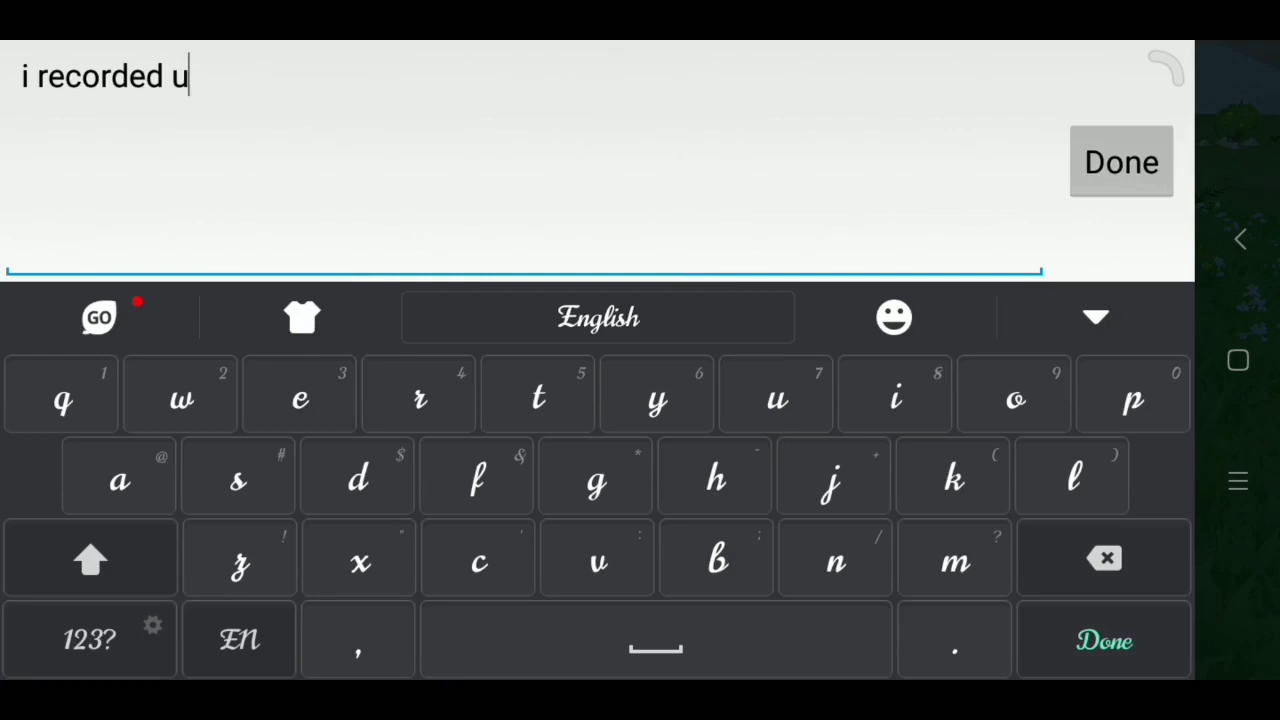 i recorded u
Done
GO English
q 1 w 2 e 3 r 4 t 5 y 6 u 7 i 8 o 9 p 0
a @ s # d $ f & g * h - j + k ( l )
z ! x " c ' v : b ; n / m ?
123? EN , . Done